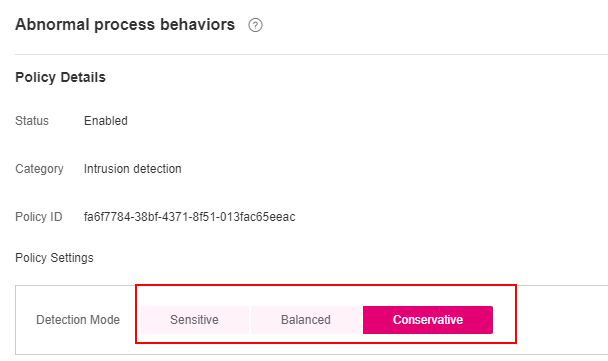 Abnormal process behaviors ?
Policy Details
Status Enabled
Category Intrusion detection
Policy ID fa6f7784-38bf-4371-8f51-013fac65eeac
Policy Settings
Detection Mode Sensitive Balanced Conservative